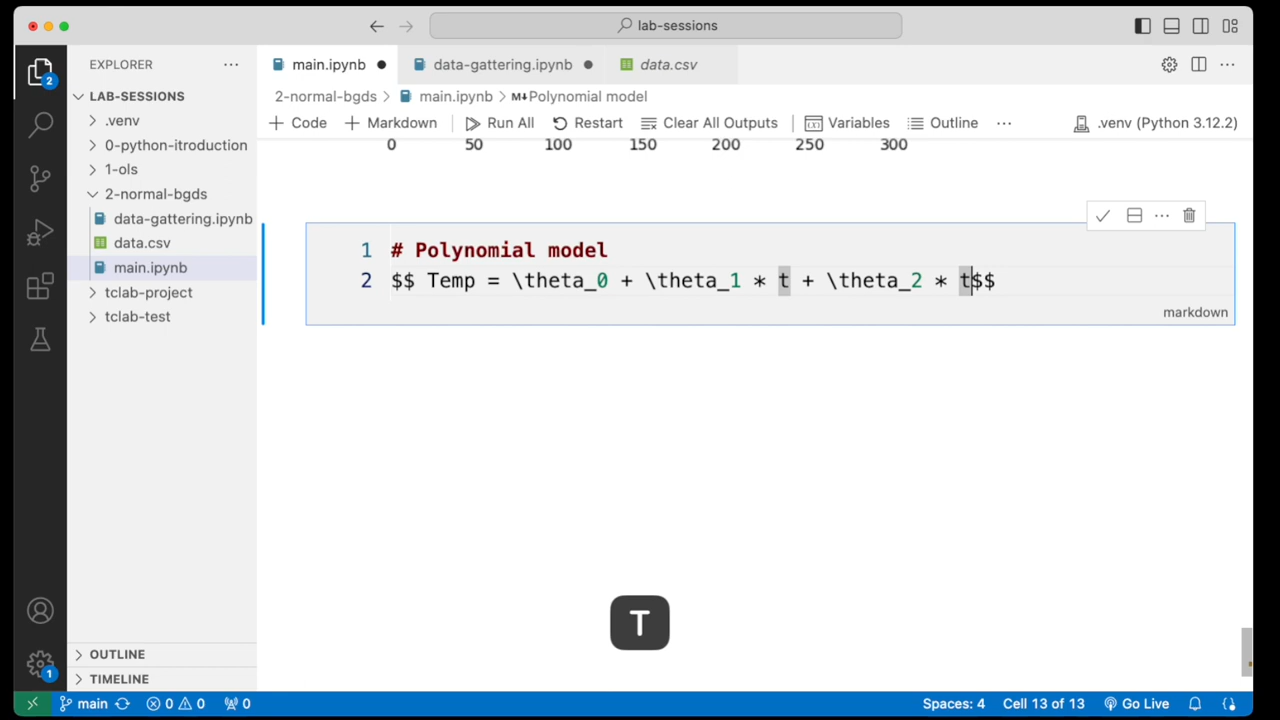 lab-sessions
EXPLORER
main.ipynb
data-gattering.ipynb
data.csv
2
LAB-SESSIONS
2-normal-bgds > main.ipynb > M↓ Polynomial model
.venv
+ Code
+ Markdown
Run All
Restart
Clear All Outputs
Variables
Outline
.venv (Python 3.12.2)
0-python-itroduction
1-ols
2-normal-bgds
data-gattering.ipynb
data.csv
main.ipynb
tclab-project
tclab-test
0 50 100 150 200 250 300
1 # Polynomial model
2 $$ Temp = \theta_0 + \theta_1 * t + \theta_2 * t$$
markdown
T
OUTLINE
TIMELINE
1
main
0 0
0
Spaces: 4
Cell 13 of 13
Go Live